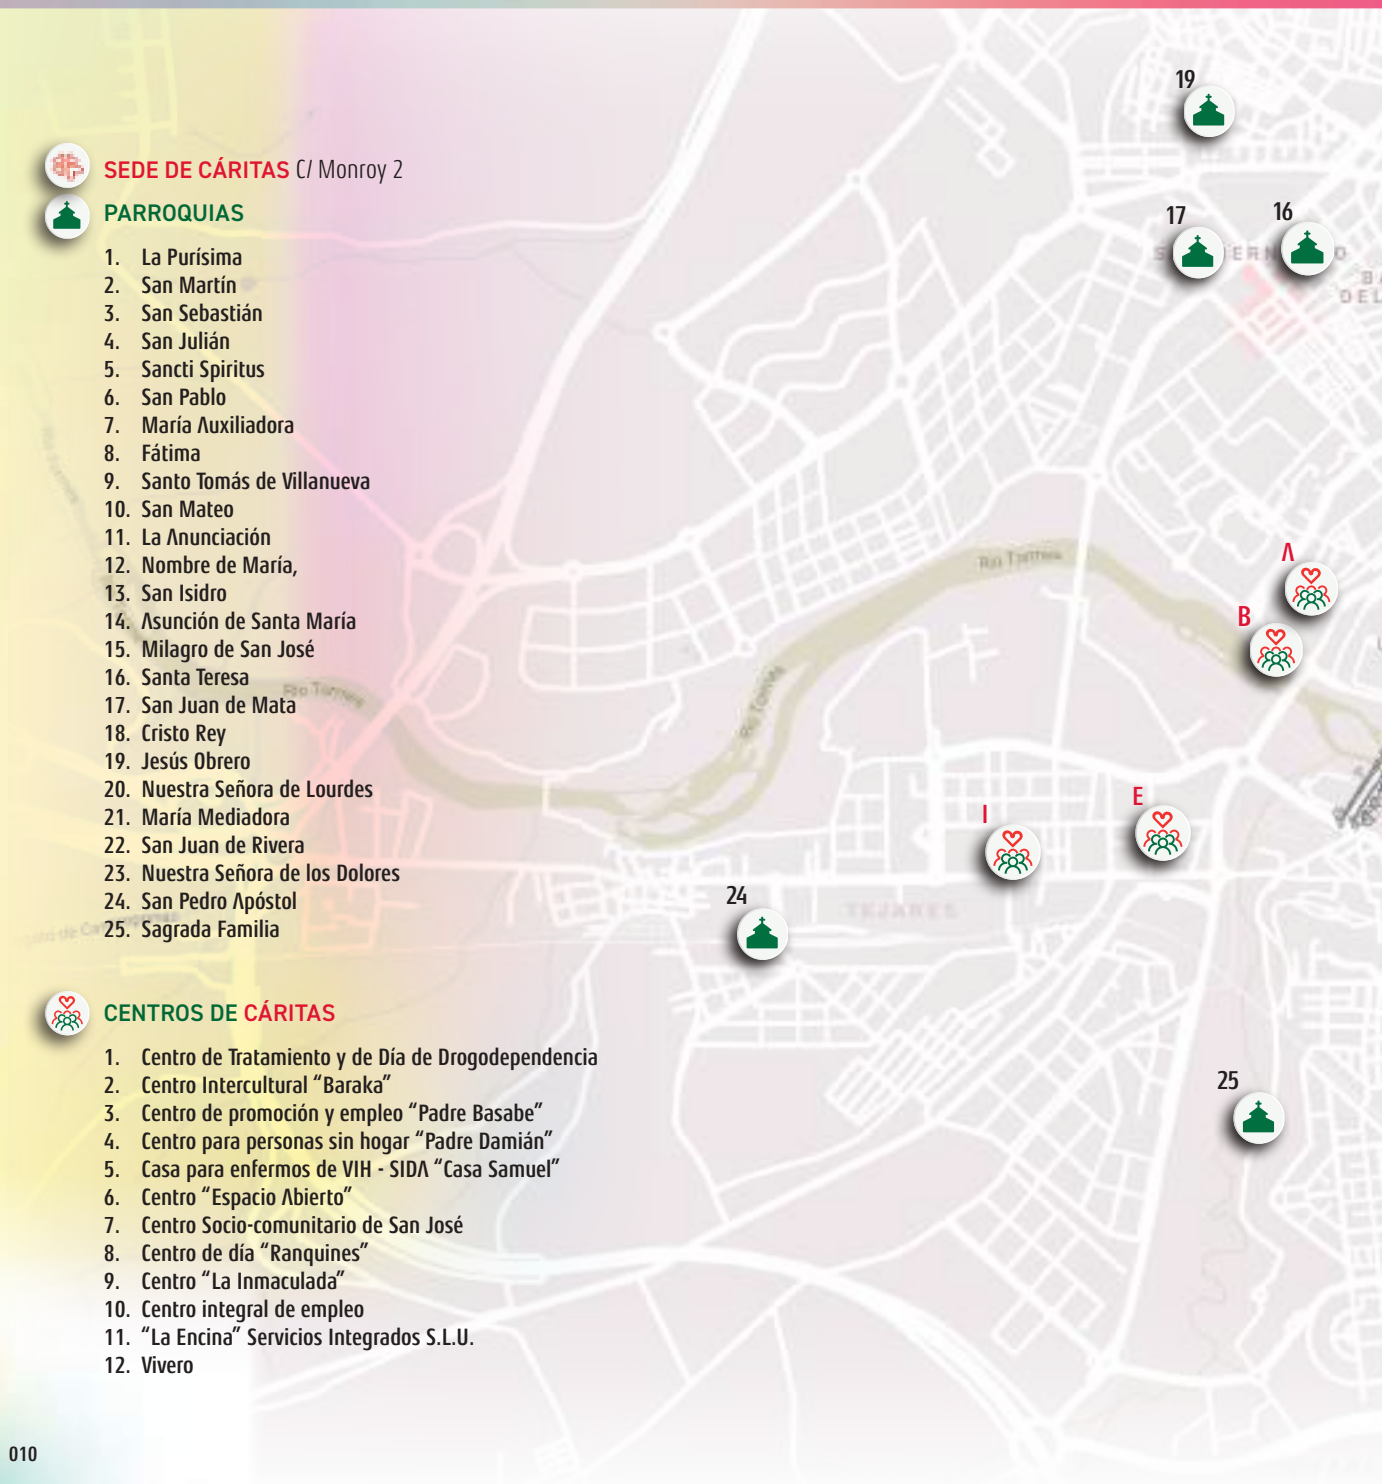 SEDE DE CÁRITAS C/ Monroy 2
PARROQUIAS
1. La Purísima
2. San Martín
3. San Sebastián
4. San Julián
5. Sancti Spiritus
6. San Pablo
7. María Auxiliadora
8. Fátima
9. Santo Tomás de Villanueva
10. San Mateo
11. La Anunciación
12. Nombre de María,
13. San Isidro
14. Asunción de Santa María
15. Milagro de San José
16. Santa Teresa
17. San Juan de Mata
18. Cristo Rey
19. Jesús Obrero
20. Nuestra Señora de Lourdes
21. María Mediadora
22. San Juan de Rivera
23. Nuestra Señora de los Dolores
24. San Pedro Apóstol
25. Sagrada Familia
CENTROS DE CÁRITAS
1. Centro de Tratamiento y de Día de Drogodependencia
2. Centro Intercultural “Baraka”
3. Centro de promoción y empleo “Padre Basabe”
4. Centro para personas sin hogar “Padre Damián”
5. Casa para enfermos de VIH - SIDA “Casa Samuel”
6. Centro “Espacio Abierto”
7. Centro Socio-comunitario de San José
8. Centro de día “Ranquines”
9. Centro “La Inmaculada”
10. Centro integral de empleo
11. “La Encina” Servicios Integrados S.L.U.
12. Vivero
010
19
17
16
Río Tormes
A
B
Río Tormes
Río Tormes
Río Tormes
I
E
24
TEJARES
25